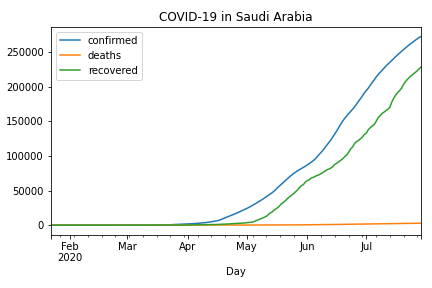 COVID-19 in Saudi Arabia
confirmed
deaths
recovered
250000
200000
150000
100000
50000
0
Feb Mar Apr May Jun Jul
2020
Day